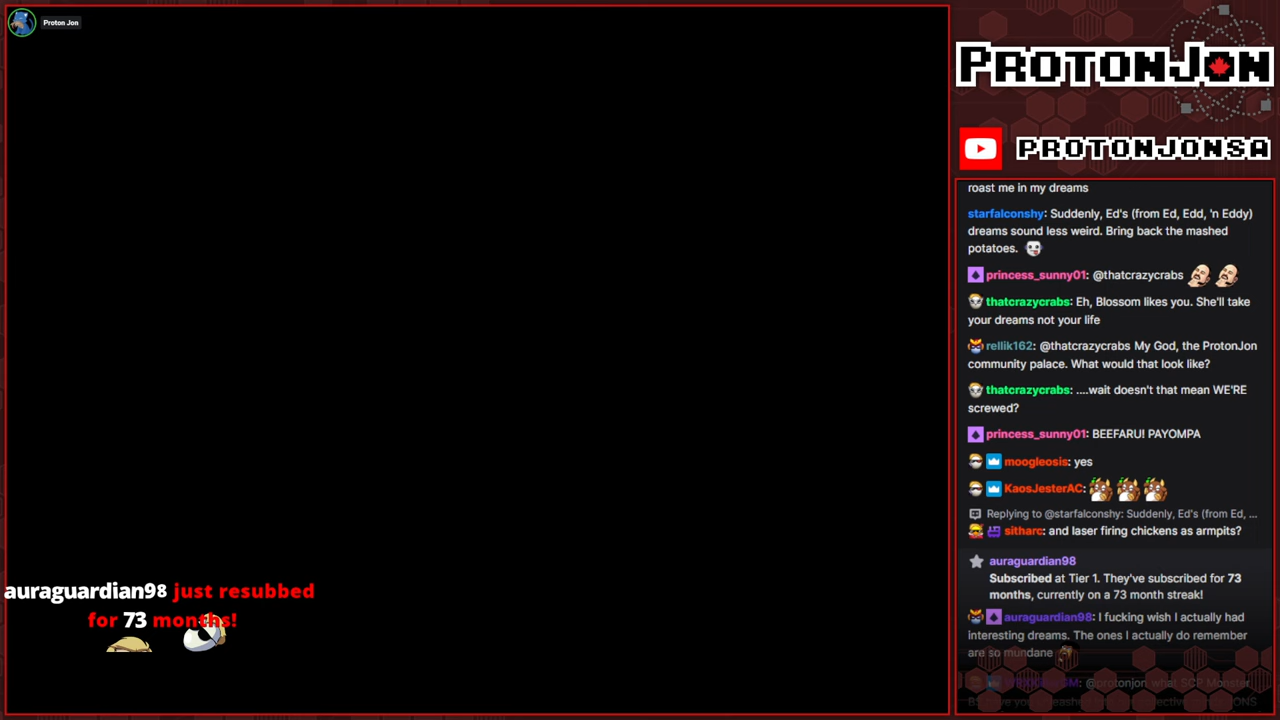 Proton Jon
PROTONJON
PROTONJONSA
roast me in my dreams
starfalconshy: Suddenly, Ed's (from Ed, Edd, 'n Eddy)
dreams sound less weird. Bring back the mashed
potatoes.
princess_sunny01: @thatcrazycrabs
thatcrazycrabs: Eh, Blossom likes you. She'll take
your dreams not your life
rellik162: @thatcrazycrabs My God, the ProtonJon
community palace. What would that look like?
thatcrazycrabs: ....wait doesn't that mean WE'RE
screwed?
princess_sunny01: BEEFARU! PAYOMPA
moogleosis: yes
KaosJesterAC:
Replying to @starfalconshy: Suddenly, Ed's (from Ed, ...
sitharc: and laser firing chickens as armpits?
auraguardian98
Subscribed at Tier 1. They've subscribed for 73
months, currently on a 73 month streak!
auraguardian98: I fucking wish I actually had
interesting dreams. The ones I actually do remember
are so mundane
@protonjon what SCP Monster
auraguardian98 just resubbed
for 73 months!